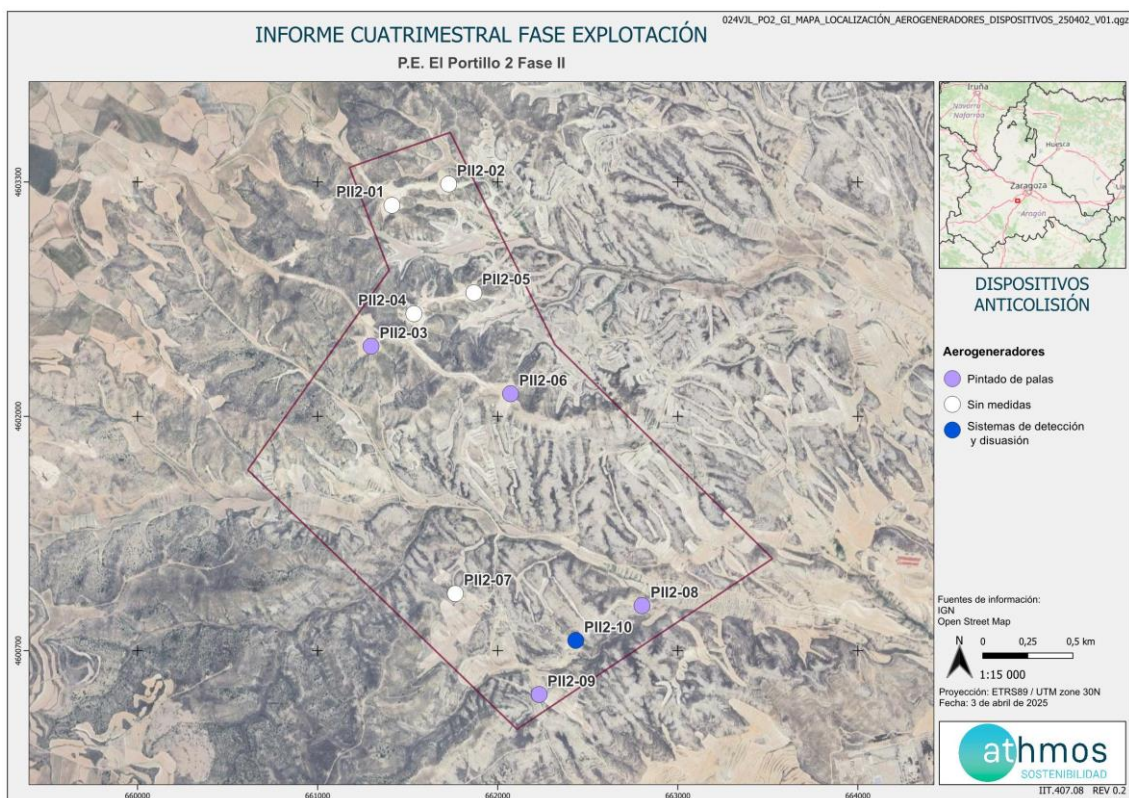 024VJL_PO2_GI_MAPA_LOCALIZACIÓN_AEROGENERADORES_DISPOSITIVOS_250402_V01.qgz
INFORME CUATRIMESTRAL FASE EXPLOTACIÓN
P.E. El Portillo 2 Fase II
PII2-02
PII2-01
PII2-05
PII2-04
PII2-03
PII2-06
PII2-07
PII2-08
PII2-10
PII2-09
4603300
4602000
4600700
660000
661000
662000
663000
664000
Iruña
Navarra
Nafarroa
Huesca
Zaragoza
Aragón
DISPOSITIVOS
ANTICOLISIÓN
Aerogeneradores
Pintado de palas
Sin medidas
Sistemas de detección
y disuasión
Fuentes de información:
IGN
Open Street Map
N
0 0,25 0,5 km
1:15 000
Proyección: ETRS89 / UTM zone 30N
Fecha: 3 de abril de 2025
athmos
SOSTENIBILIDAD
IIT.407.08 REV 0.2